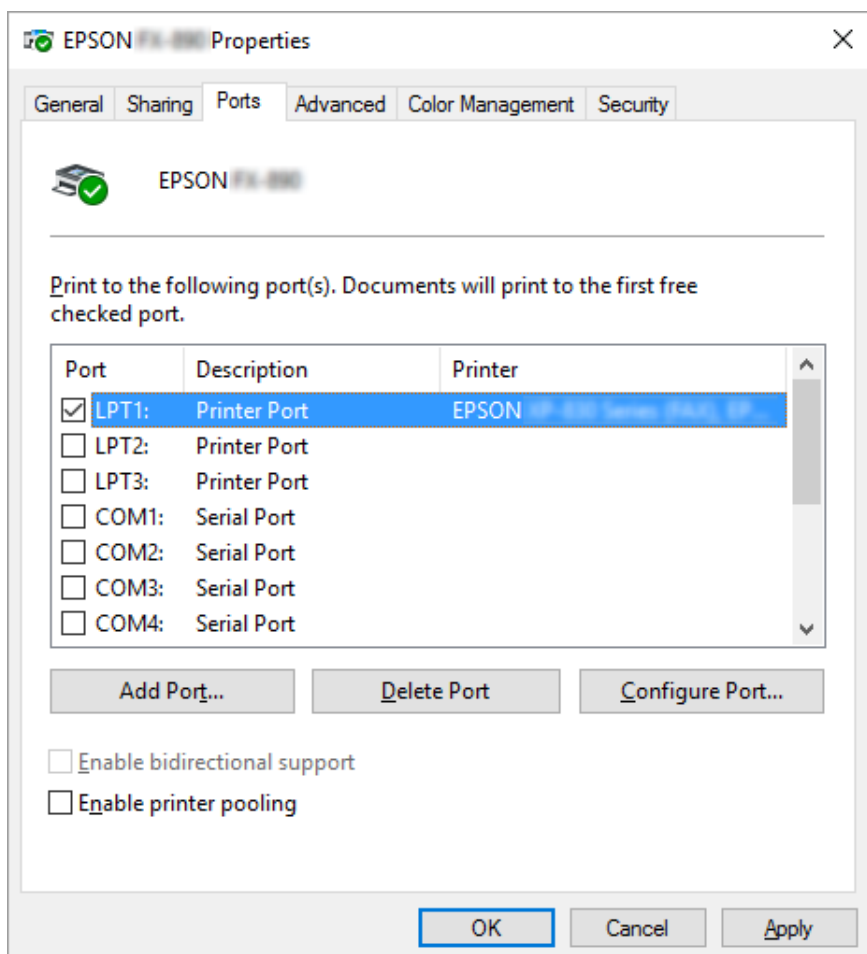 EPSON Properties
General Sharing Ports Advanced Color Management Security
EPSON
Print to the following port(s). Documents will print to the first free
checked port.
Port Description Printer
LPT1: Printer Port EPSON
LPT2: Printer Port
LPT3: Printer Port
COM1: Serial Port
COM2: Serial Port
COM3: Serial Port
COM4: Serial Port
Add Port... Delete Port Configure Port...
Enable bidirectional support
Enable printer pooling
OK Cancel Apply